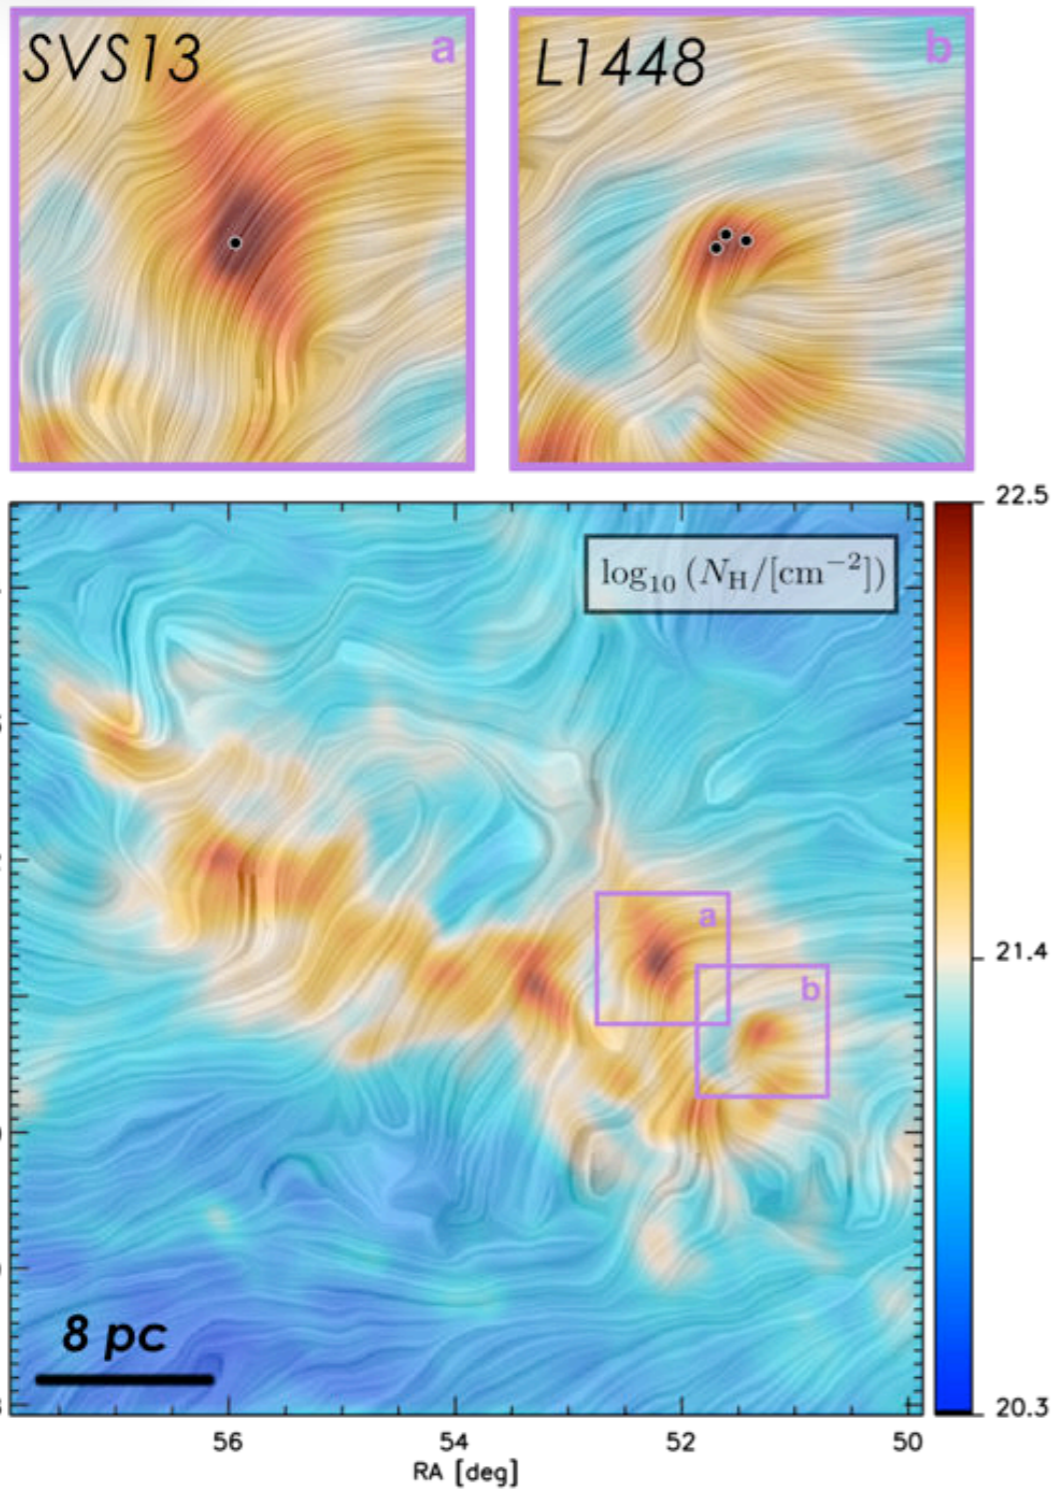 SVS13 a
L1448 b
22.5
log₁₀ (N_H/[cm⁻²])
a
21.4
b
8 pc
20.3
56 54 52 50
RA [deg]